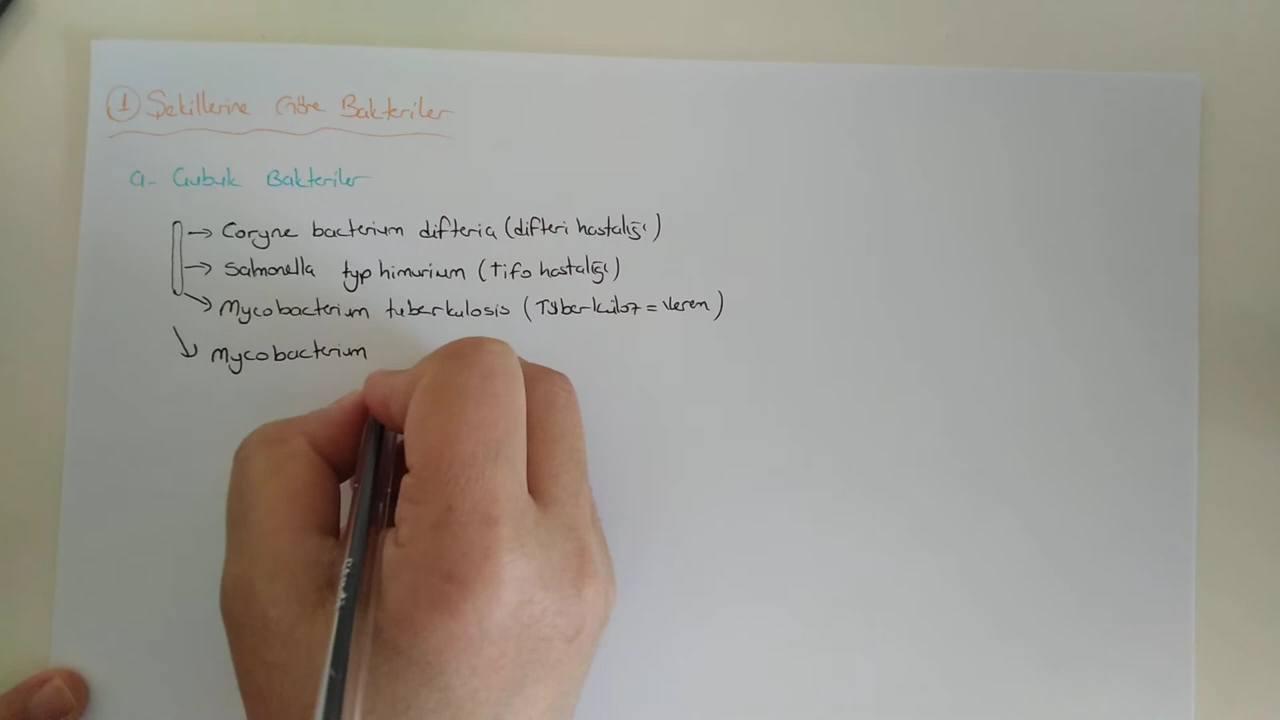 ① Şekillerine Göre Bakteriler
a- Çubuk Bakteriler
→ Coryne bacterium difteria (difteri hastalığı)
→ Salmonella typhimurium (tifo hastalığı)
→ Mycobacterium tuberkulosis (Tüberküloz = Verem)
↘ Mycobacterium